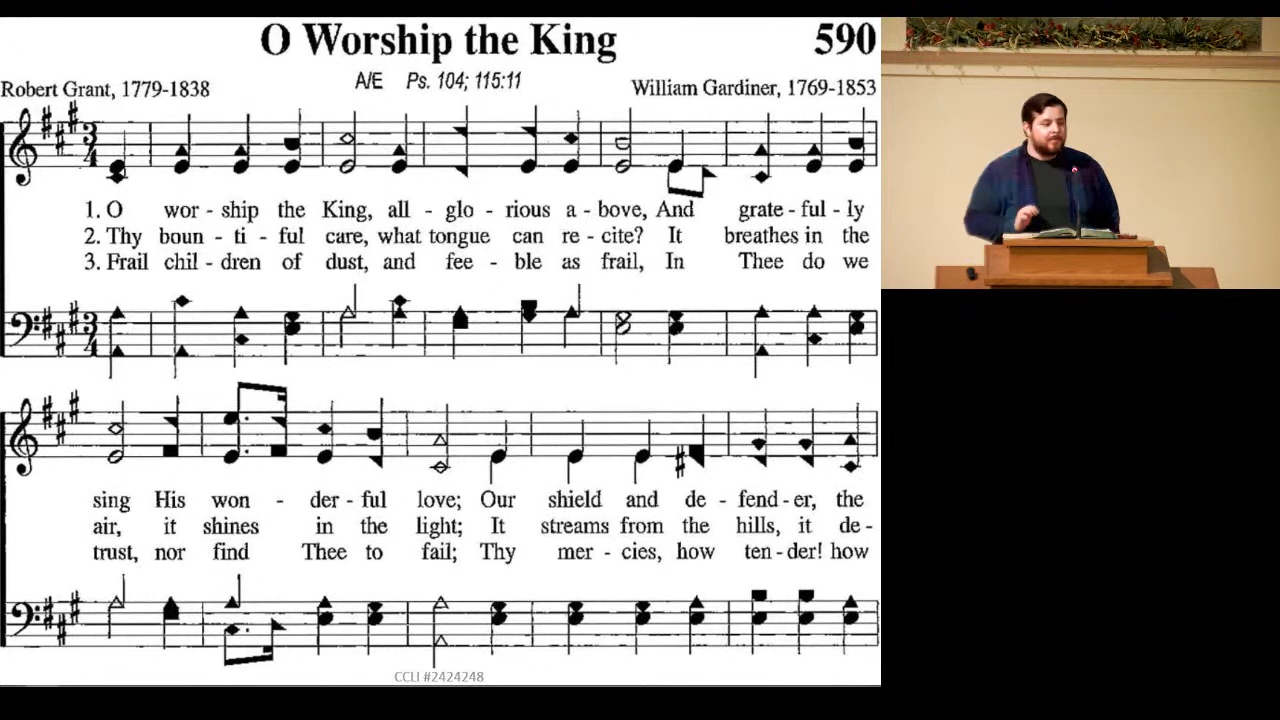 O Worship the King 590
Robert Grant, 1779-1838 A/E Ps. 104; 115:11 William Gardiner, 1769-1853
3
4
1. O wor - ship the King, all - glo - rious a - bove, And grate - ful - ly
2. Thy boun - ti - ful care, what tongue can re - cite? It breathes in the
3. Frail chil - dren of dust, and fee - ble as frail, In Thee do we
3
4
sing His won - der - ful love; Our shield and de - fend - er, the
air, it shines in the light; It streams from the hills, it de -
trust, nor find Thee to fail; Thy mer - cies, how ten - der! how
CCLI #2424248